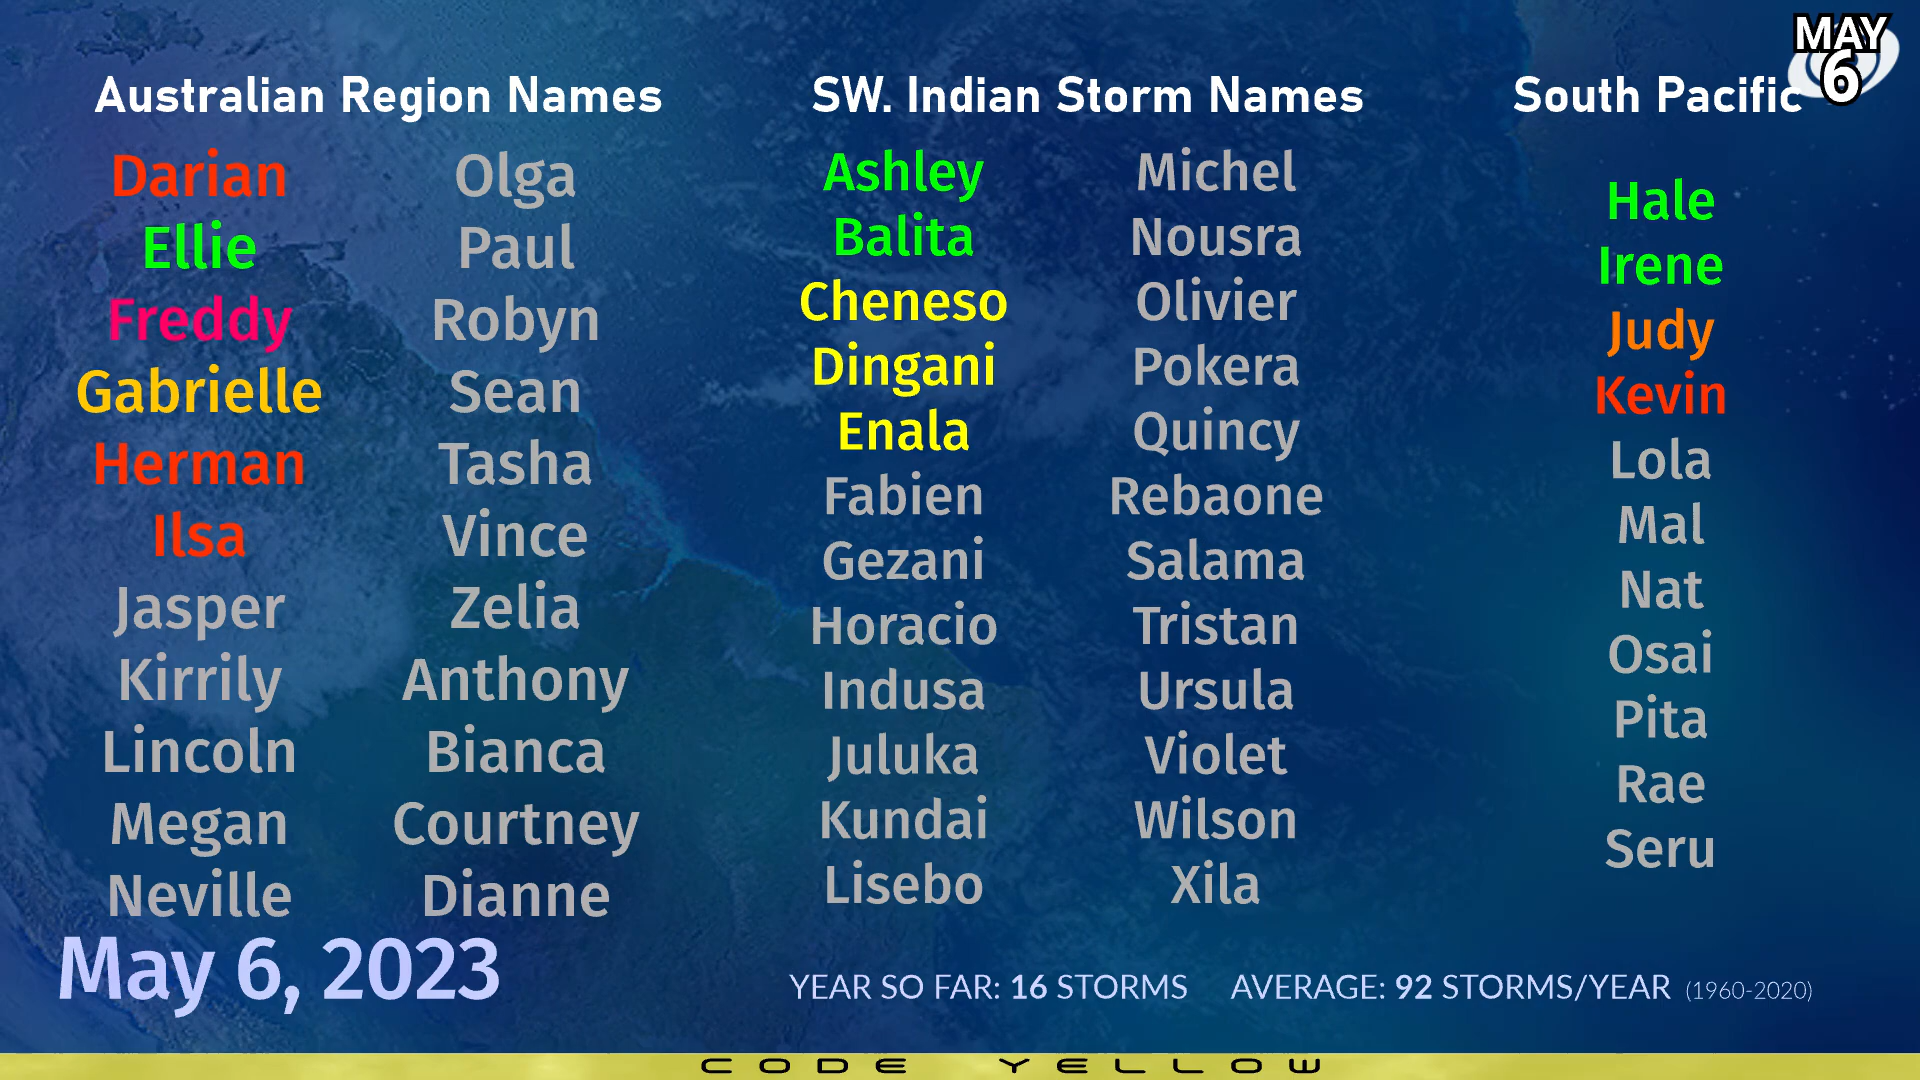 MAY
6
Australian Region Names
Darian
Ellie
Freddy
Gabrielle
Herman
Ilsa
Jasper
Kirrily
Lincoln
Megan
Neville
Olga
Paul
Robyn
Sean
Tasha
Vince
Zelia
Anthony
Bianca
Courtney
Dianne
SW. Indian Storm Names
Ashley
Balita
Cheneso
Dingani
Enala
Fabien
Gezani
Horacio
Indusa
Juluka
Kundai
Lisebo
Michel
Nousra
Olivier
Pokera
Quincy
Rebaone
Salama
Tristan
Ursula
Violet
Wilson
Xila
South Pacific
Hale
Irene
Judy
Kevin
Lola
Mal
Nat
Osai
Pita
Rae
Seru
May 6, 2023
YEAR SO FAR: 16 STORMS AVERAGE: 92 STORMS/YEAR (1960-2020)
CODE YELLOW